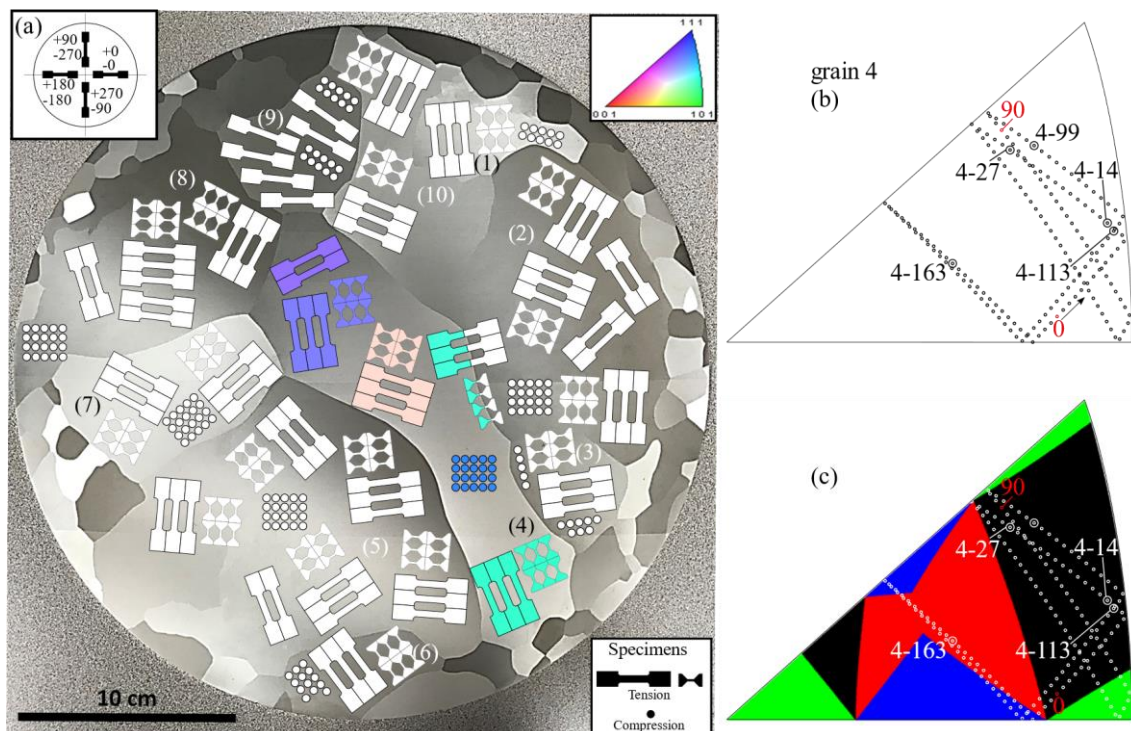 (a)
+90
-270
+0
-0
+180
-180
+270
-90
1 1 1
0 0 1
1 0 1
(9)
(1)
(8)
(10)
(2)
(7)
(3)
(4)
(5)
(6)
10 cm
Specimens
Tension
Compression
grain 4
(b)
90
4-99
4-27
4-14
4-163
4-113
0
(c)
90
4-27
4-14
4-163
4-113
0